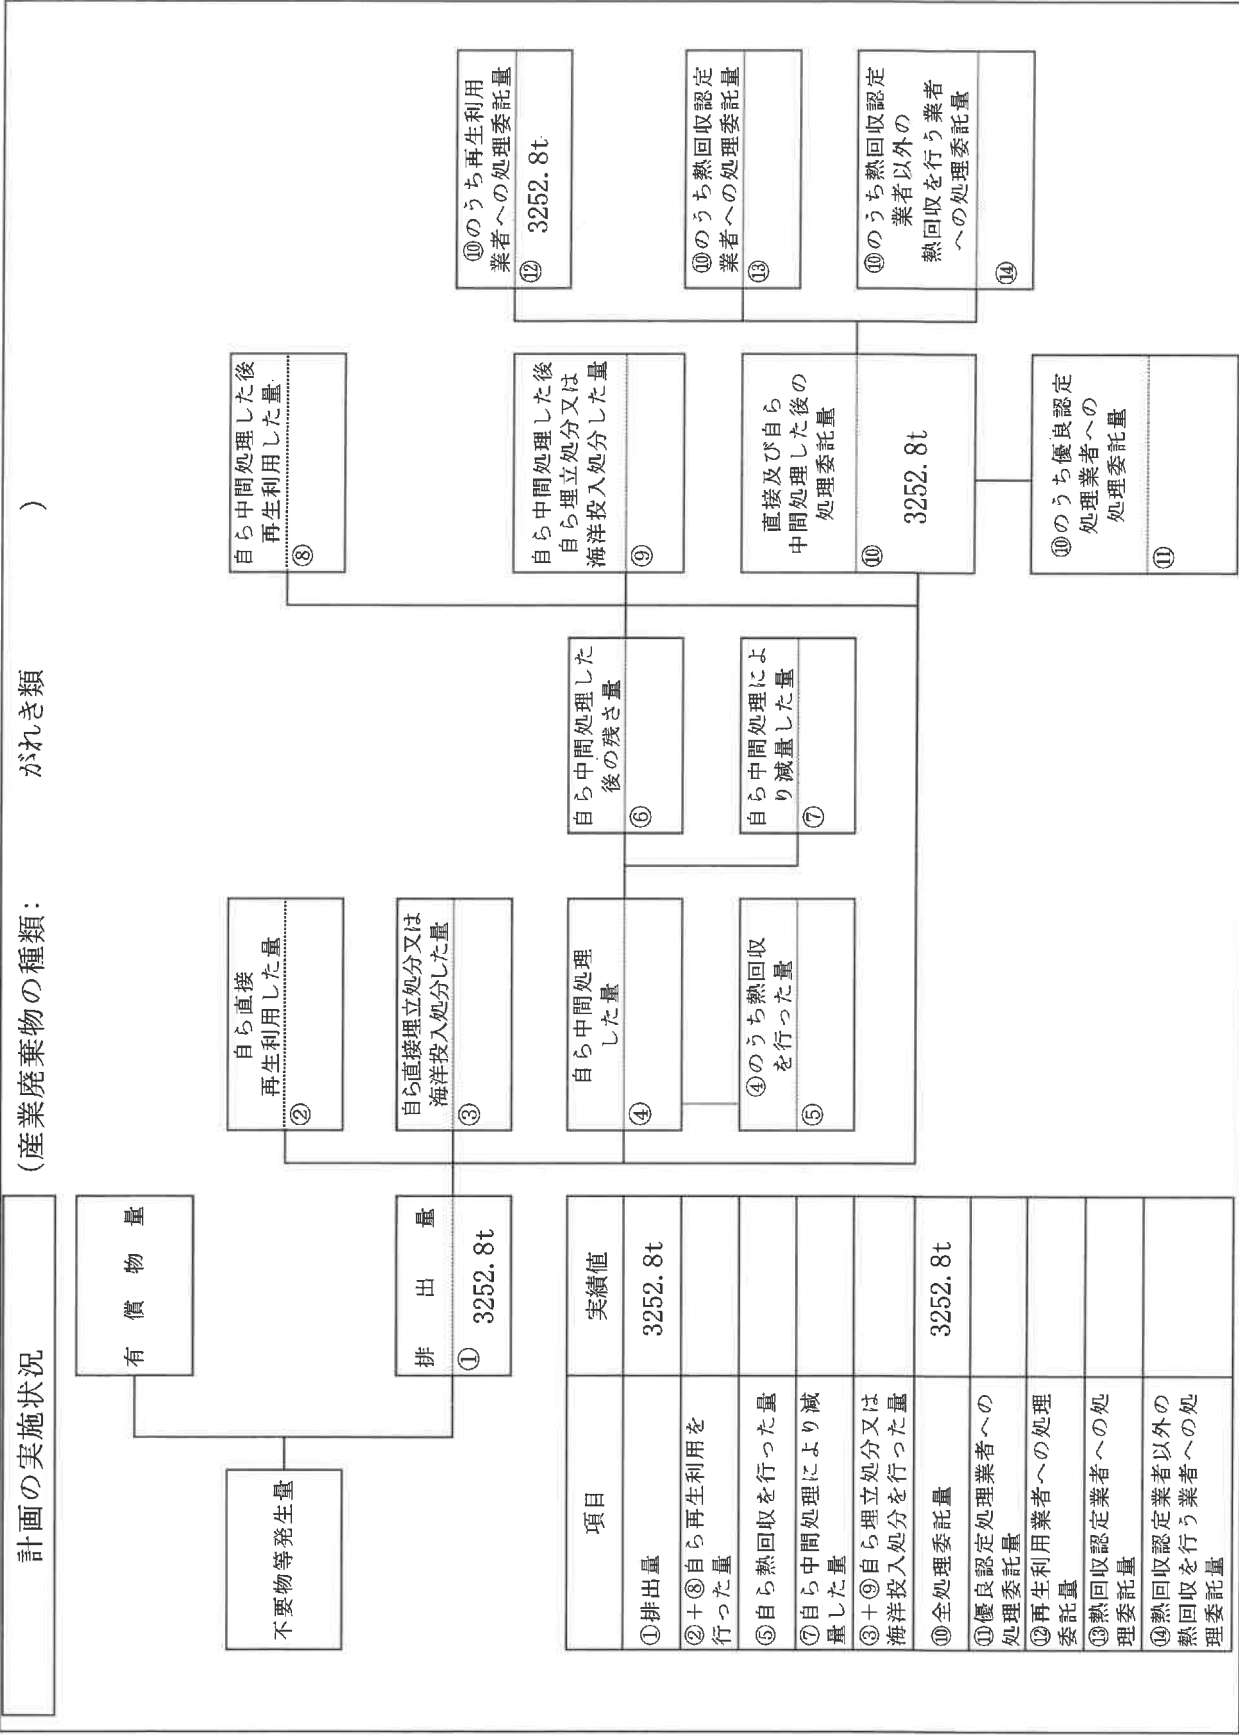 計画の実施状況
(産業廃棄物の種類： がれき類 )
不要物等発生量
有償物量
排出量
① 3252.8t
自ら直接
再生利用した量
②
自ら直接埋立処分又は
海洋投入処分した量
③
自ら中間処理
した量
④
④のうち熱回収
を行った量
⑤
自ら中間処理した
後の残さ量
⑥
自ら中間処理によ
り減量した量
⑦
自ら中間処理した後
再生利用した量
⑧
自ら中間処理した後
自ら埋立処分又は
海洋投入処分した量
⑨
直接及び自ら
中間処理した後の
処理委託量
⑩
3252.8t
⑩のうち優良認定
処理業者への
処理委託量
⑪
⑩のうち再生利用
業者への処理委託量
⑫ 3252.8t
⑩のうち熱回収認定
業者への処理委託量
⑬
⑩のうち熱回収認定
業者以外の
熱回収を行う業者
への処理委託量
⑭
項目 実績値
①排出量 3252.8t
②＋⑧自ら再生利用を
行った量
⑤自ら熱回収を行った量
⑦自ら中間処理により減
量した量
③＋⑨自ら埋立処分又は
海洋投入処分を行った量
⑩全処理委託量 3252.8t
⑪優良認定処理業者への
処理委託量
⑫再生利用業者への処理
委託量
⑬熱回収認定業者への処
理委託量
⑭熱回収認定業者以外の
熱回収を行う業者への処
理委託量